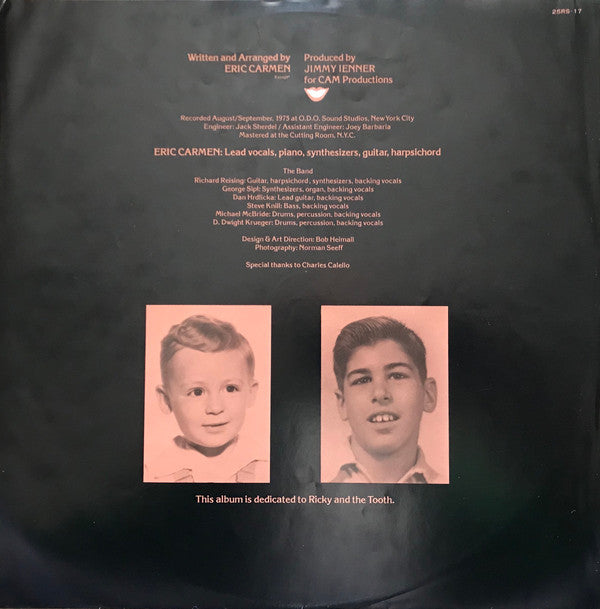 25RS-17
Written and Arranged by
ERIC CARMEN
Produced by
JIMMY IENNER
for CAM Productions
Recorded August/September, 1975 at O.D.O. Sound Studios, New York City
Engineer: Jack Sherdel / Assistant Engineer: Joey Barbaria
Mastered at the Cutting Room, N.Y.C.
ERIC CARMEN: Lead vocals, piano, synthesizers, guitar, harpsichord
The Band
Richard Reising: Guitar, harpsichord, synthesizers, backing vocals
George Sipl: Synthesizers, organ, backing vocals
Dan Hrdlicka: Lead guitar, backing vocals
Steve Knill: Bass, backing vocals
Michael McBride: Drums, percussion, backing vocals
D. Dwight Krueger: Drums, percussion, backing vocals
Design & Art Direction: Bob Heimall
Photography: Norman Seeff
Special thanks to Charles Calello
This album is dedicated to Ricky and the Tooth.